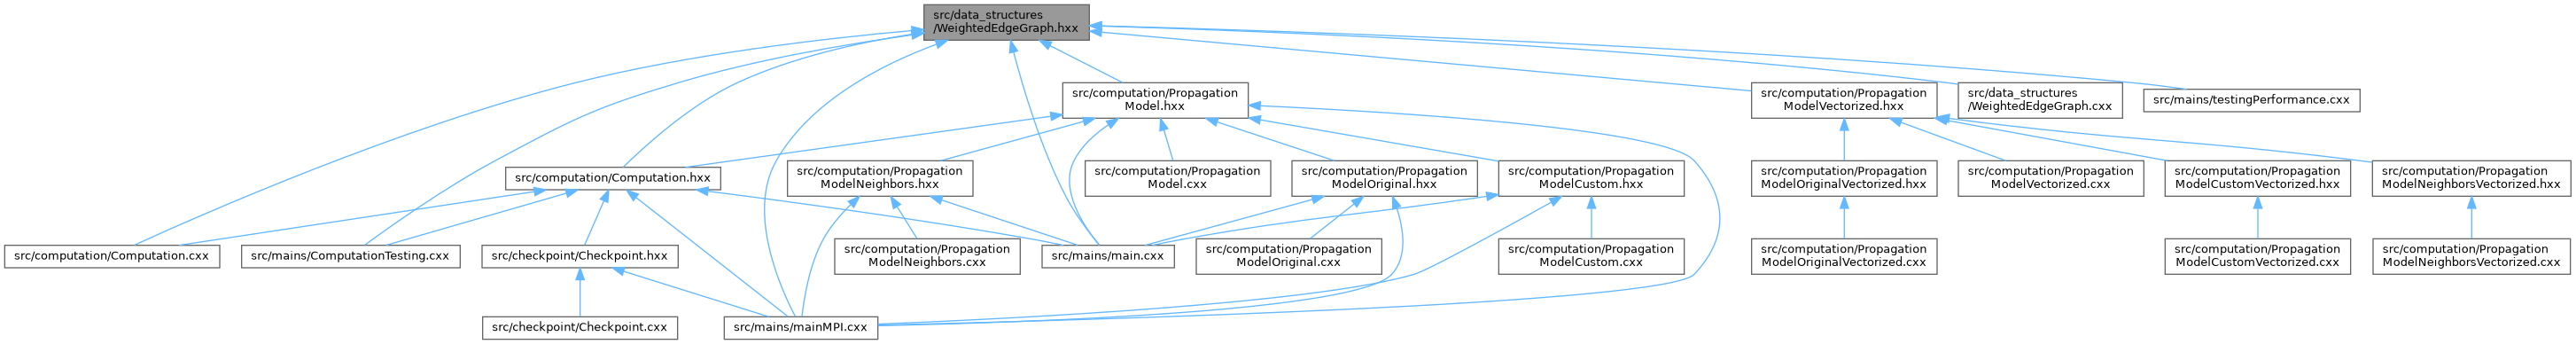 src/data_structures
/WeightedEdgeGraph.hxx
src/computation/Propagation
Model.hxx
src/computation/Propagation
ModelVectorized.hxx
src/data_structures
/WeightedEdgeGraph.cxx
src/mains/testingPerformance.cxx
src/computation/Computation.hxx
src/computation/Propagation
ModelNeighbors.hxx
src/computation/Propagation
Model.cxx
src/computation/Propagation
ModelOriginal.hxx
src/computation/Propagation
ModelCustom.hxx
src/computation/Propagation
ModelOriginalVectorized.hxx
src/computation/Propagation
ModelVectorized.cxx
src/computation/Propagation
ModelCustomVectorized.hxx
src/computation/Propagation
ModelNeighborsVectorized.hxx
src/computation/Computation.cxx
src/mains/ComputationTesting.cxx
src/checkpoint/Checkpoint.hxx
src/computation/Propagation
ModelNeighbors.cxx
src/mains/main.cxx
src/computation/Propagation
ModelOriginal.cxx
src/computation/Propagation
ModelCustom.cxx
src/computation/Propagation
ModelOriginalVectorized.cxx
src/computation/Propagation
ModelCustomVectorized.cxx
src/computation/Propagation
ModelNeighborsVectorized.cxx
src/checkpoint/Checkpoint.cxx
src/mains/mainMPI.cxx